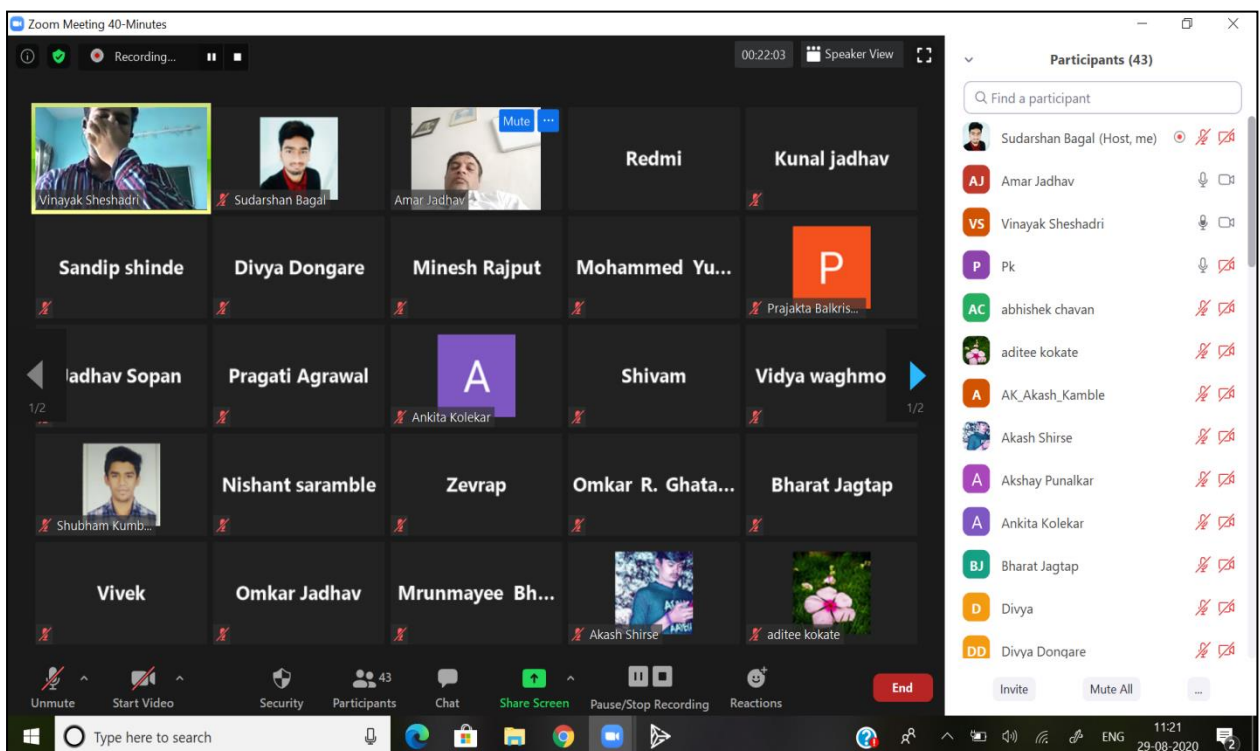 Zoom Meeting 40-Minutes
Recording...
00:22:03
Speaker View
Vinayak Sheshadri
Sudarshan Bagal
Mute
Amar Jadhav
Redmi
Kunal jadhav
Sandip shinde
Divya Dongare
Minesh Rajput
Mohammed Yu...
P
Prajakta Balkris...
Jadhav Sopan
Pragati Agrawal
A
Ankita Kolekar
Shivam
Vidya waghmo
1/2
1/2
Shubham Kumb...
Nishant saramble
Zevrap
Omkar R. Ghata...
Bharat Jagtap
Vivek
Omkar Jadhav
Mrunmayee Bh...
Akash Shirse
aditee kokate
Unmute
Start Video
Security
43
Participants
Chat
Share Screen
Pause/Stop Recording
Reactions
End
Participants (43)
Find a participant
Sudarshan Bagal (Host, me)
AJ Amar Jadhav
VS Vinayak Sheshadri
P Pk
AC abhishek chavan
aditee kokate
A AK_Akash_Kamble
Akash Shirse
A Akshay Punalkar
A Ankita Kolekar
BJ Bharat Jagtap
D Divya
DD Divya Dongare
Invite
Mute All
...
Type here to search
ENG
11:21
29-08-2020
2